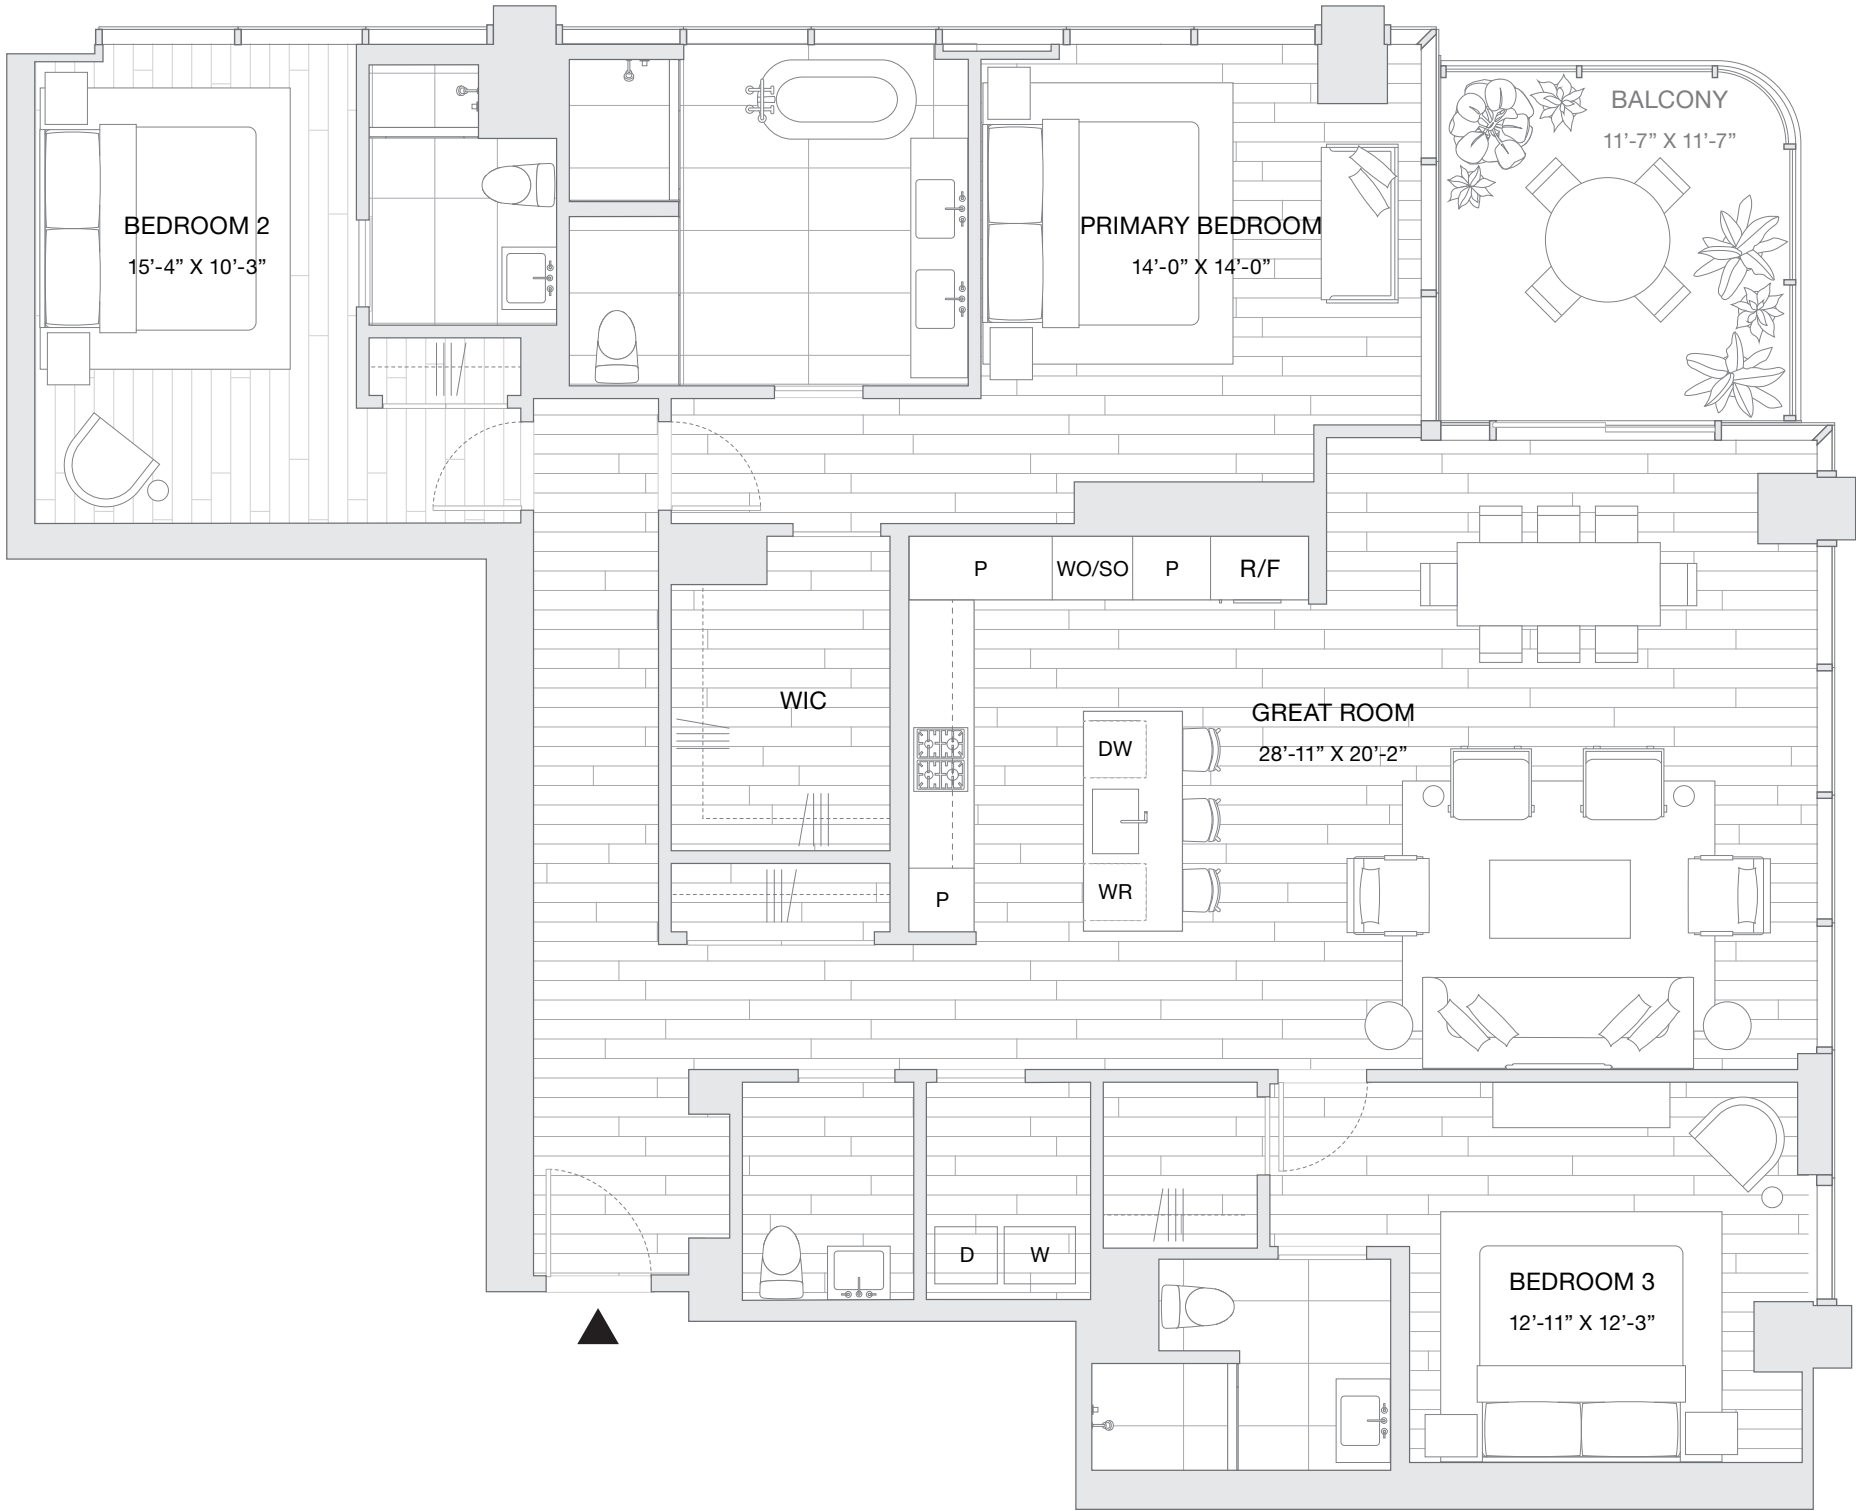 BALCONY
11’-7” X 11’-7”
BEDROOM 2
15’-4” X 10’-3”
PRIMARY BEDROOM
14’-0” X 14’-0”
P
WO/SO
P
R/F
WIC
GREAT ROOM
28’-11” X 20’-2”
DW
WR
P
D
W
BEDROOM 3
12’-11” X 12’-3”